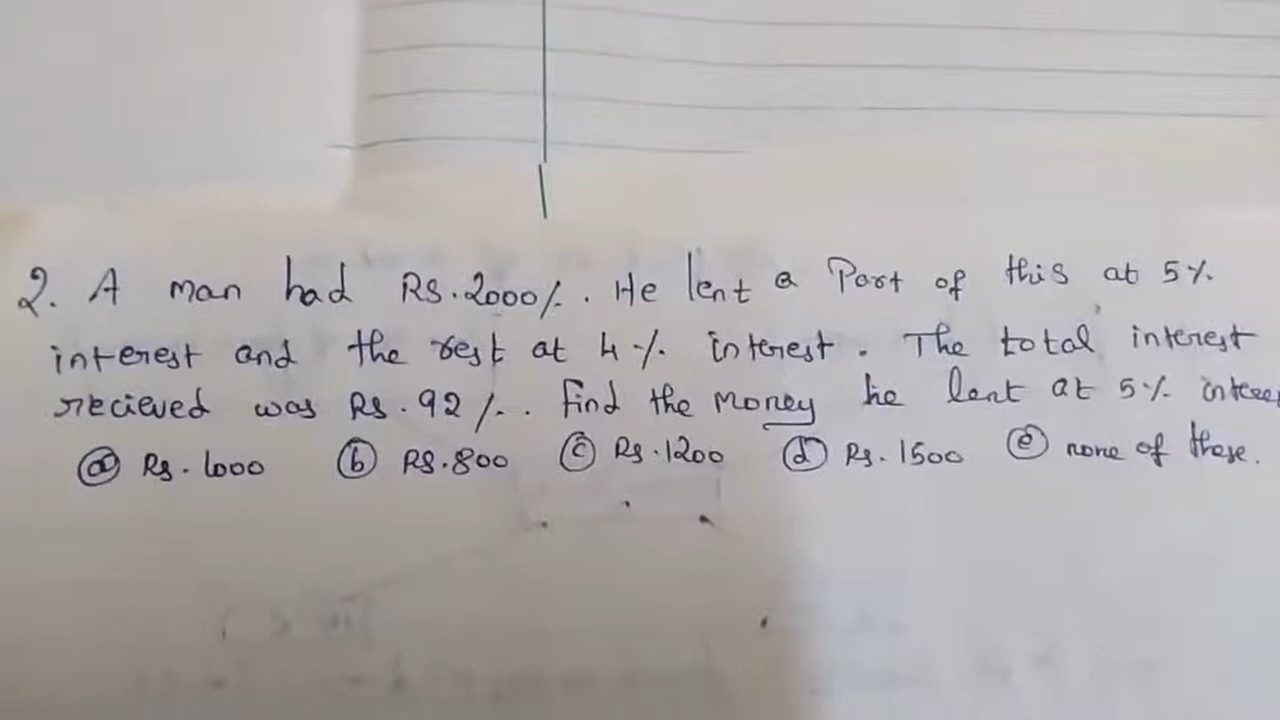 2. A man had RS.2000/. . He lent a Part of this at 5%
interest and the rest at 4% interest. The total interest
recieved was Rs.92/.. find the Money he lent at 5%
(a) Rs.1000 (b) RS.800 (c) Rs.1200 (d) Rs.1500 (e) none of these.